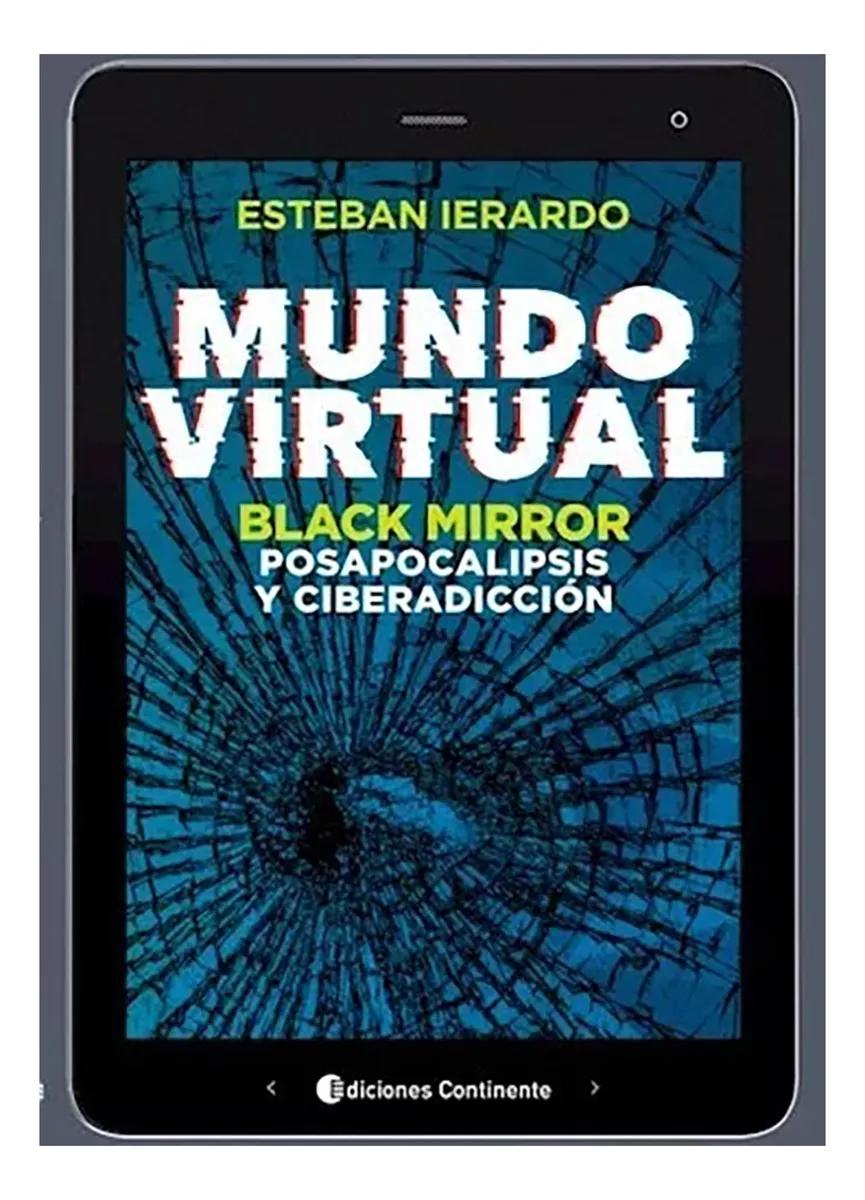 ESTEBAN IERARDO
MUNDO
VIRTUAL
BLACK MIRROR
POSAPOCALIPSIS
Y CIBERADICCIÓN
Ediciones Continente